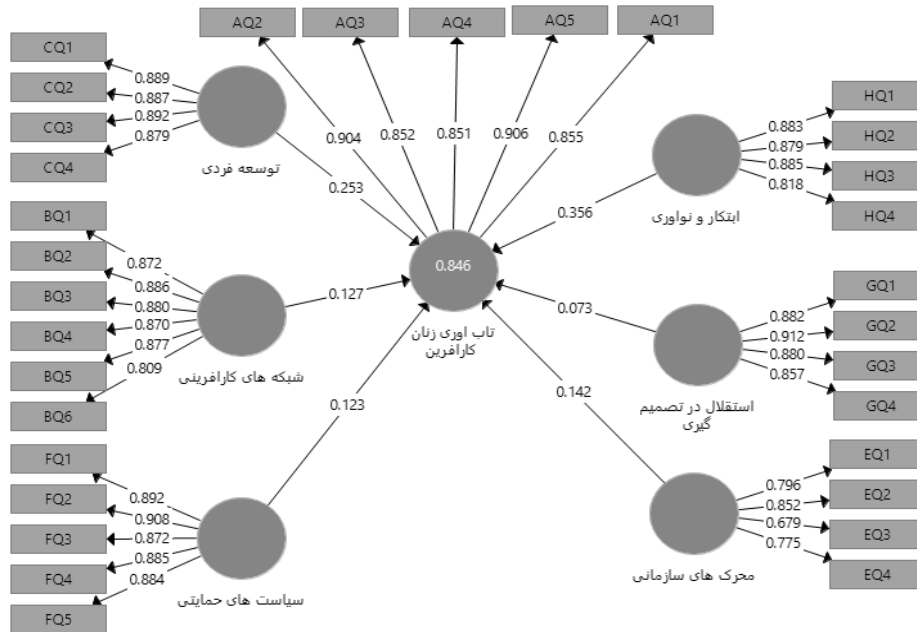 AQ2
AQ3
AQ4
AQ5
AQ1
CQ1
CQ2
CQ3
CQ4
0.889
0.887
0.892
0.879
توسعه فردی
0.253
0.904
0.852
0.851
0.906
0.855
HQ1
HQ2
HQ3
HQ4
0.883
0.879
0.885
0.818
ابتکار و نواوری
0.356
BQ1
BQ2
BQ3
BQ4
BQ5
BQ6
0.872
0.886
0.880
0.870
0.877
0.809
شبکه های کارافرینی
0.127
0.846
تاب اوری زنان
کارافرین
0.073
GQ1
GQ2
GQ3
GQ4
0.882
0.912
0.880
0.857
استقلال در تصمیم
گیری
0.123
0.142
FQ1
FQ2
FQ3
FQ4
FQ5
0.892
0.908
0.872
0.885
0.884
سیاست های حمایتی
EQ1
EQ2
EQ3
EQ4
0.796
0.852
0.679
0.775
محرک های سازمانی